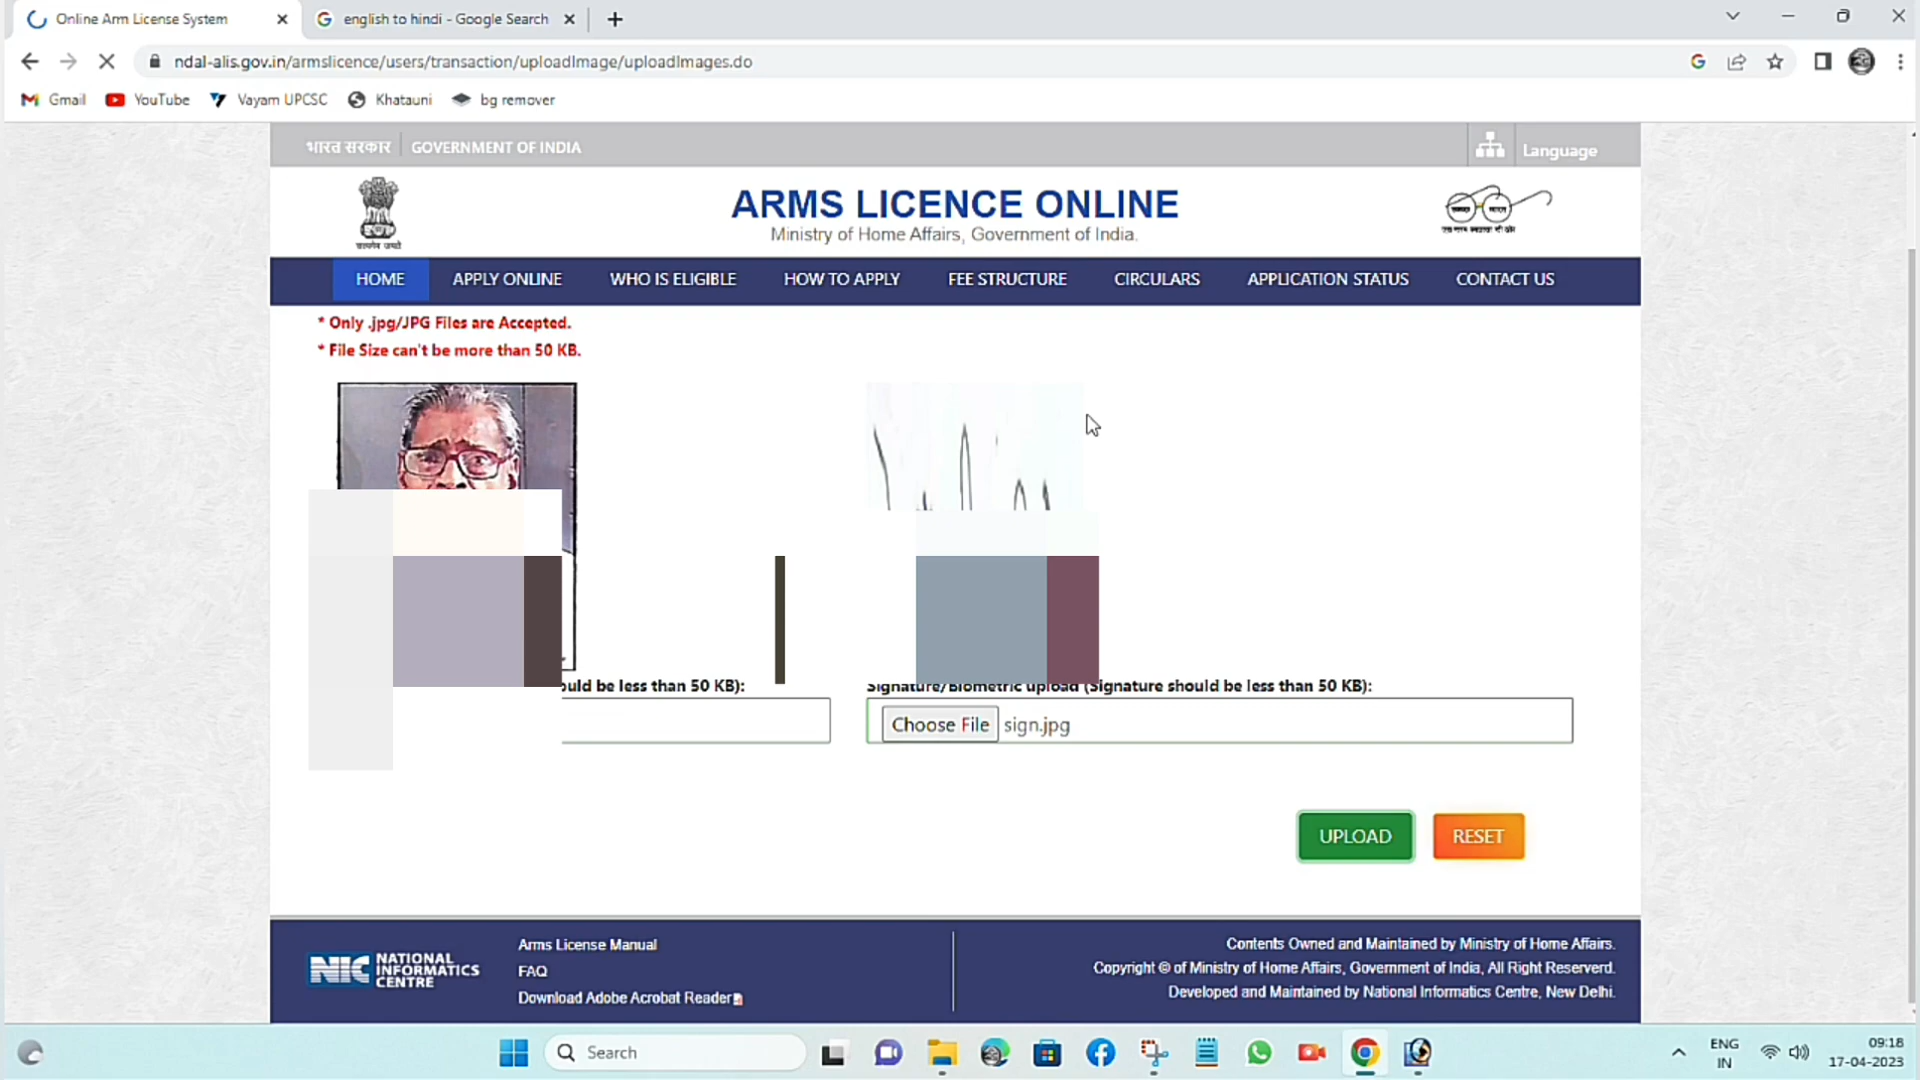 Online Arm License System
english to hindi - Google Search
ndal-alis.gov.in/armslicence/users/transaction/uploadImage/uploadImages.do
Gmail
YouTube
Vayam UPCSC
Khatauni
bg remover
भारत सरकार
GOVERNMENT OF INDIA
Language
ARMS LICENCE ONLINE
Ministry of Home Affairs, Government of India.
सत्यमेव जयते
HOME
APPLY ONLINE
WHO IS ELIGIBLE
HOW TO APPLY
FEE STRUCTURE
CIRCULARS
APPLICATION STATUS
CONTACT US
* Only .jpg/JPG Files are Accepted.
* File Size can't be more than 50 KB.
ould be less than 50 KB):
Signature/Biometric upload (Signature should be less than 50 KB):
Choose File
sign.jpg
UPLOAD
RESET
NIC
NATIONAL
INFORMATICS
CENTRE
Arms License Manual
FAQ
Download Adobe Acrobat Reader
Contents Owned and Maintained by Ministry of Home Affairs.
Copyright © of Ministry of Home Affairs, Government of India, All Right Reserverd.
Developed and Maintained by National Informatics Centre, New Delhi.
Search
ENG
IN
09:18
17-04-2023